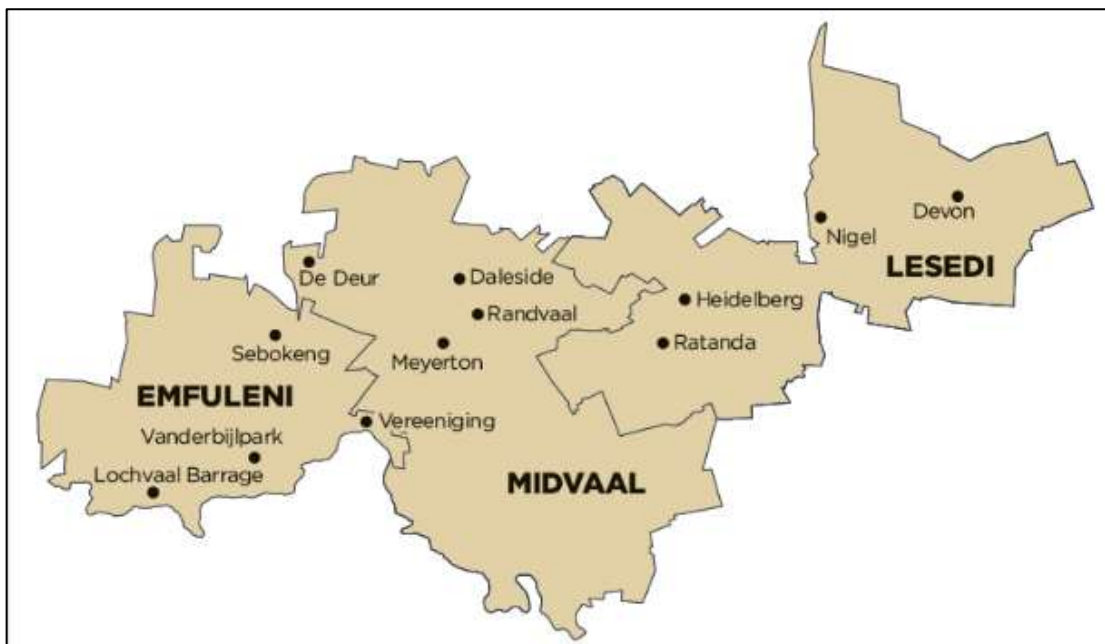 Devon
Nigel
LESEDI
De Deur
Daleside
Heidelberg
Randvaal
Sebokeng
Meyerton
Ratanda
EMFULENI
Vereeniging
Vanderbijlpark
Lochvaal Barrage
MIDVAAL